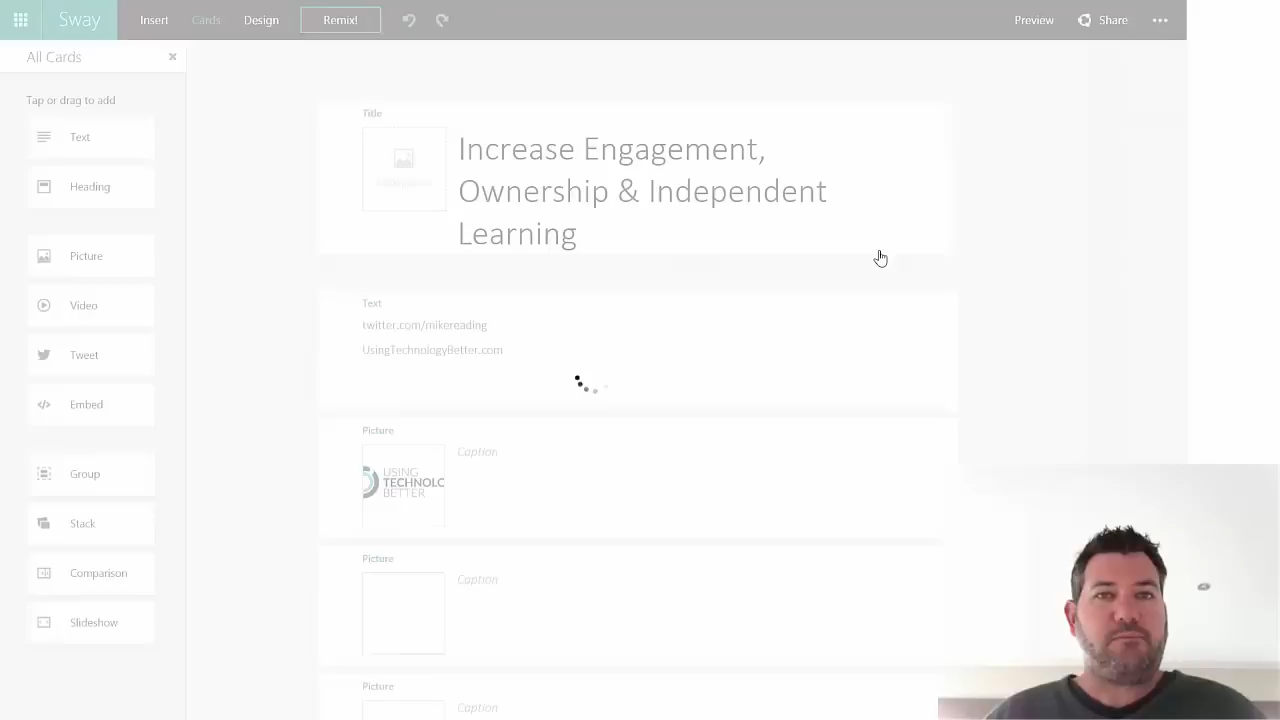 Sway
Insert
Cards
Design
Remix!
Preview
Share
All Cards
Tap or drag to add
Text
Heading
Picture
Video
Tweet
Embed
Group
Stack
Comparison
Slideshow
Title
Increase Engagement,
Ownership & Independent
Learning
Text
twitter.com/mikereading
UsingTechnologyBetter.com
Picture
Caption
USING
TECHNOLO
BETTER
Picture
Caption
Picture
Caption